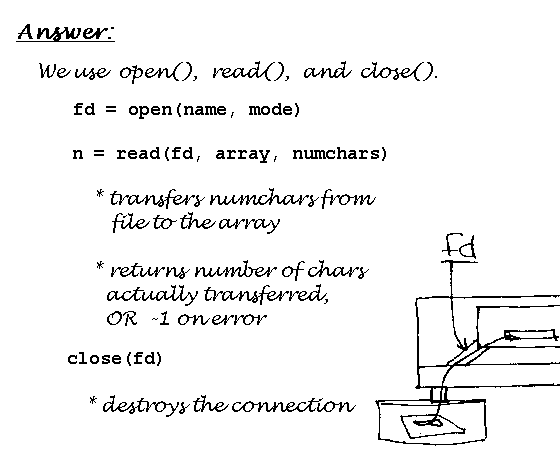 Answer:
We use open(), read(), and close().
fd = open(name, mode)
n = read(fd, array, numchars)
* transfers numchars from
file to the array
* returns number of chars
actually transferred,
OR -1 on error
close(fd)
* destroys the connection
fd